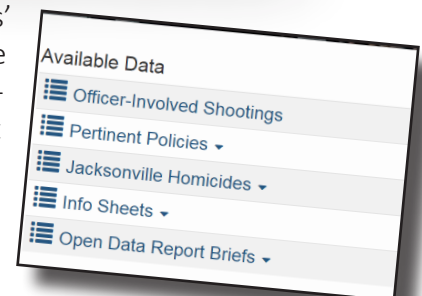 Available Data
Officer-Involved Shootings
Pertinent Policies
Jacksonville Homicides
Info Sheets
Open Data Report Briefs